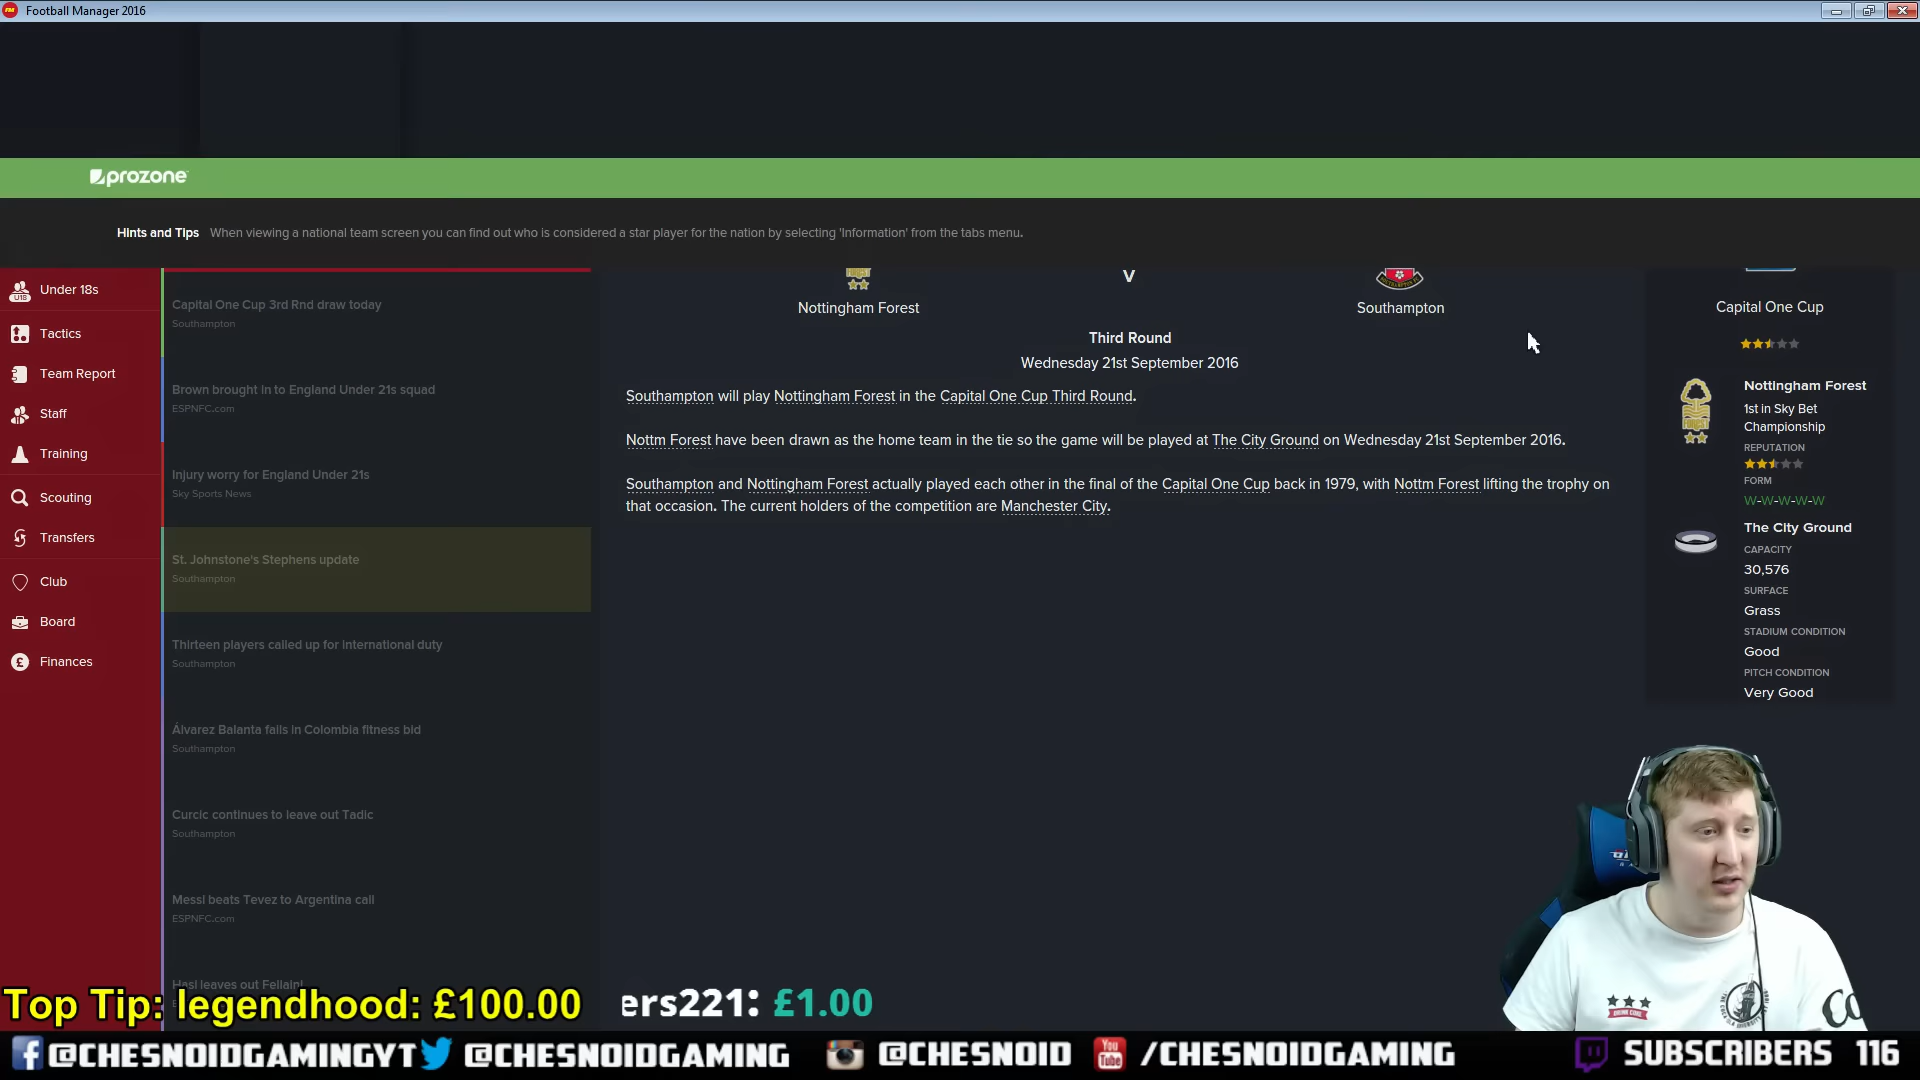 Football Manager 2016
prozone
Hints and Tips When viewing a national team screen you can find out who is considered a star player for the nation by selecting 'Information' from the tabs menu.
Under 18s
Tactics
Team Report
Staff
Training
Scouting
Transfers
Club
Board
Finances
Capital One Cup 3rd Rnd draw today
Southampton
Brown brought in to England Under 21s squad
ESPNFC.com
Injury worry for England Under 21s
Sky Sports News
St. Johnstone's Stephens update
Southampton
Thirteen players called up for international duty
Southampton
Álvarez Balanta fails in Colombia fitness bid
Southampton
Curcic continues to leave out Tadic
Southampton
Messi beats Tevez to Argentina call
ESPNFC.com
Hasi leaves out Fellaini
Nottingham Forest
V
Southampton
Third Round
Wednesday 21st September 2016
Southampton will play Nottingham Forest in the Capital One Cup Third Round.
Nottm Forest have been drawn as the home team in the tie so the game will be played at The City Ground on Wednesday 21st September 2016.
Southampton and Nottingham Forest actually played each other in the final of the Capital One Cup back in 1979, with Nottm Forest lifting the trophy on
that occasion. The current holders of the competition are Manchester City.
Capital One Cup
Nottingham Forest
1st in Sky Bet
Championship
REPUTATION
FORM
W-W-W-W-W
The City Ground
CAPACITY
30,576
SURFACE
Grass
STADIUM CONDITION
Good
PITCH CONDITION
Very Good
Top Tip: legendhood: £100.00
ers221: £1.00
@CHESNOIDGAMINGYT
@CHESNOIDGAMING
@CHESNOID
/CHESNOIDGAMING
SUBSCRIBERS 116